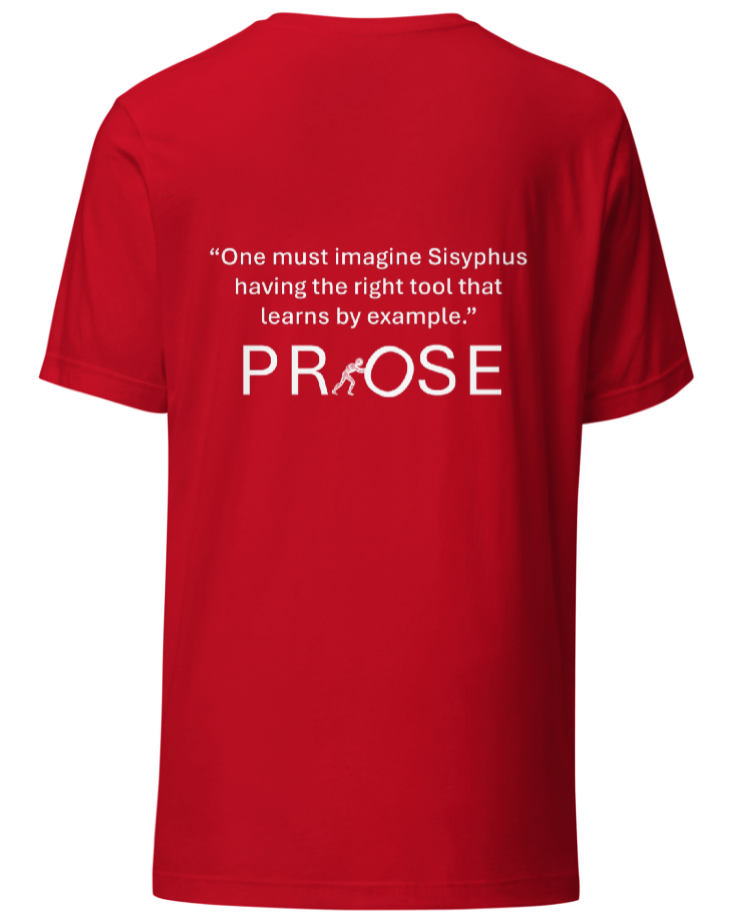 “One must imagine Sisyphus
having the right tool that
learns by example.”
PROSE